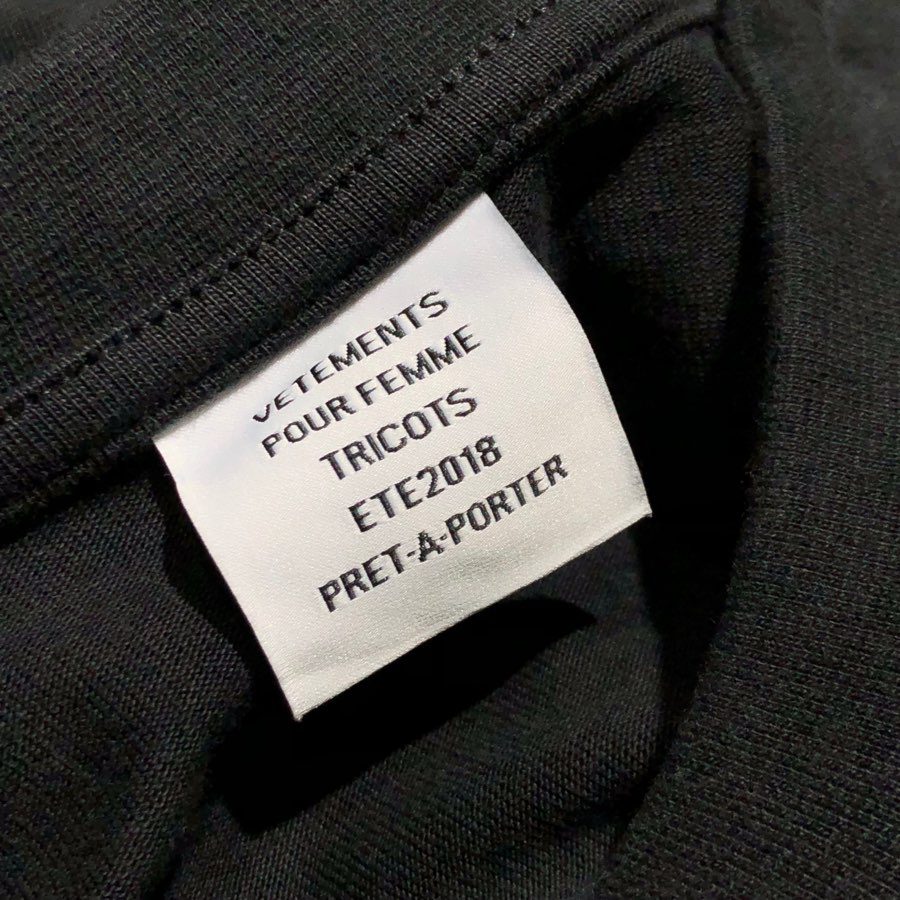 VETEMENTS
POUR FEMME
TRICOTS
ETE2018
PRET-A-PORTER